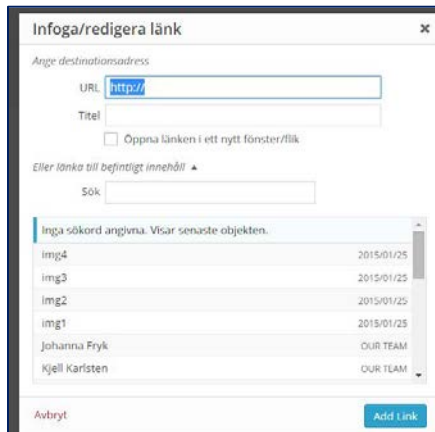 Infoga/redigera länk ×
Ange destinationsadress
URL http://
Titel
Öppna länken i ett nytt fönster/flik
Eller länka till befintligt innehåll ▲
Sök
Inga sökord angivna. Visar senaste objekten.
img4 2015/01/25
img3 2015/01/25
img2 2015/01/25
img1 2015/01/25
Johanna Fryk OUR TEAM
Kjell Karlsten OUR TEAM
Avbryt Add Link